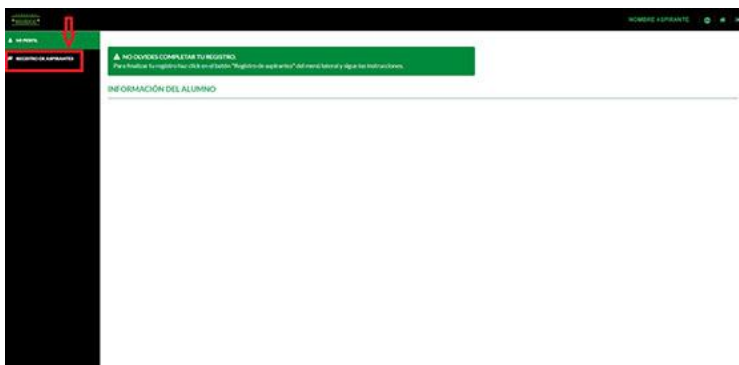 NOMBRE ASPIRANTE
MI PERFIL
REGISTRO DE ASPIRANTES
NO OLVIDES COMPLETAR TU REGISTRO.
Para finalizar tu registro haz click en el botón "Registro de aspirantes" del menú lateral y sigue las instrucciones.
INFORMACIÓN DEL ALUMNO